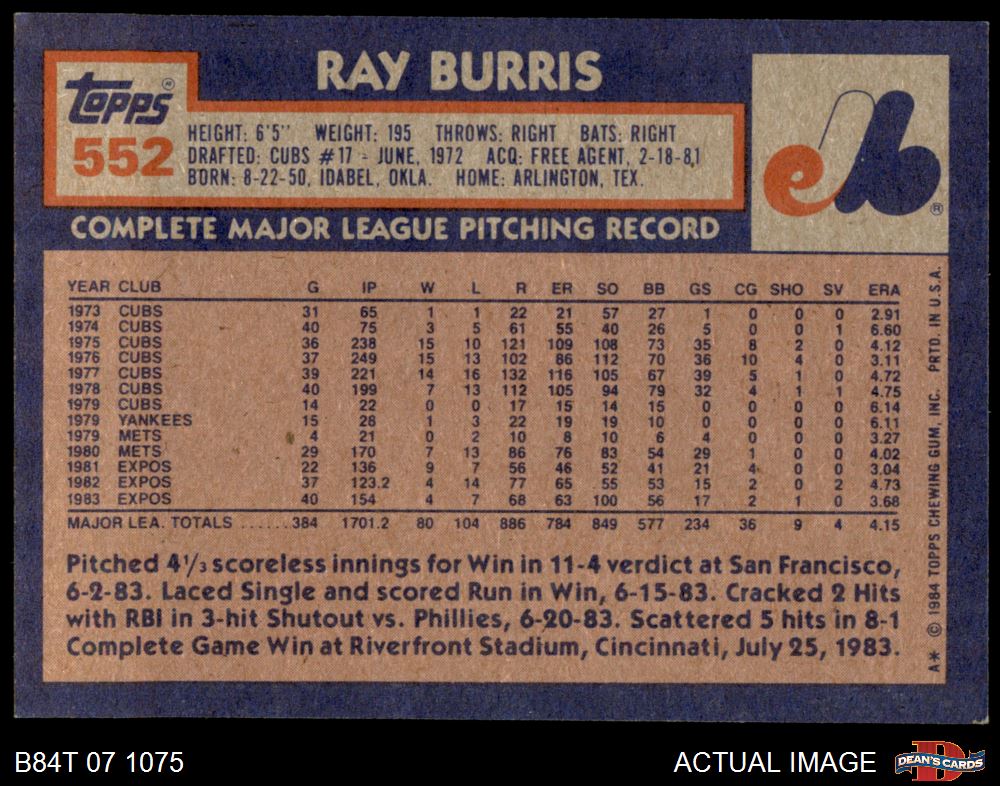 RAY BURRIS
TOPPS®
552
HEIGHT: 6'5" WEIGHT: 195 THROWS: RIGHT BATS: RIGHT
DRAFTED: CUBS #17 - JUNE, 1972 ACQ: FREE AGENT, 2-18-81
BORN: 8-22-50, IDABEL, OKLA. HOME: ARLINGTON, TEX.
eb®
COMPLETE MAJOR LEAGUE PITCHING RECORD
YEAR CLUB G IP W L R ER SO BB GS CG SHO SV ERA
1973 CUBS 31 65 1 1 22 21 57 27 1 0 0 0 2.91
1974 CUBS 40 75 3 5 61 55 40 26 5 0 0 1 6.60
1975 CUBS 36 238 15 10 121 109 108 73 35 8 2 0 4.12
1976 CUBS 37 249 15 13 102 86 112 70 36 10 4 0 3.11
1977 CUBS 39 221 14 16 132 116 105 67 39 5 1 0 4.72
1978 CUBS 40 199 7 13 112 105 94 79 32 4 1 1 4.75
1979 CUBS 14 22 0 0 17 15 14 15 0 0 0 0 6.14
1979 YANKEES 15 28 1 3 22 19 19 10 0 0 0 0 6.11
1979 METS 4 21 0 2 10 8 10 6 4 0 0 0 3.27
1980 METS 29 170 7 13 86 76 83 54 29 1 0 0 4.02
1981 EXPOS 22 136 9 7 56 46 52 41 21 4 0 0 3.04
1982 EXPOS 37 123.2 4 14 77 65 55 53 15 2 0 2 4.73
1983 EXPOS 40 154 4 7 68 63 100 56 17 2 1 0 3.68
MAJOR LEA. TOTALS ......384 1701.2 80 104 886 784 849 577 234 36 9 4 4.15
Pitched 4⅓ scoreless innings for Win in 11-4 verdict at San Francisco,
6-2-83. Laced Single and scored Run in Win, 6-15-83. Cracked 2 Hits
with RBI in 3-hit Shutout vs. Phillies, 6-20-83. Scattered 5 hits in 8-1
Complete Game Win at Riverfront Stadium, Cincinnati, July 25, 1983.
A* © 1984 TOPPS CHEWING GUM, INC. PRTD. IN U.S.A.
B84T 07 1075
ACTUAL IMAGE
D
DEAN'S CARDS